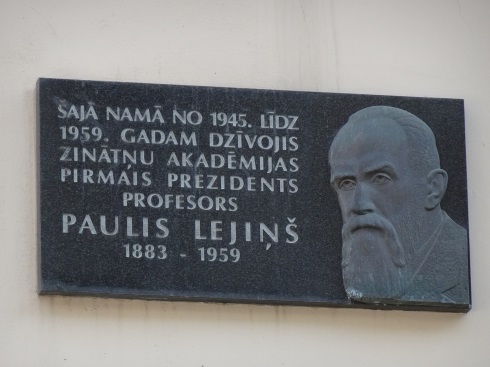 ŠAJĀ NAMĀ NO 1945. LĪDZ
1959. GADAM DZĪVOJIS
ZINĀTŅU AKADĒMIJAS
PIRMAIS PREZIDENTS
PROFESORS
PAULIS LEJIŅŠ
1883 - 1959